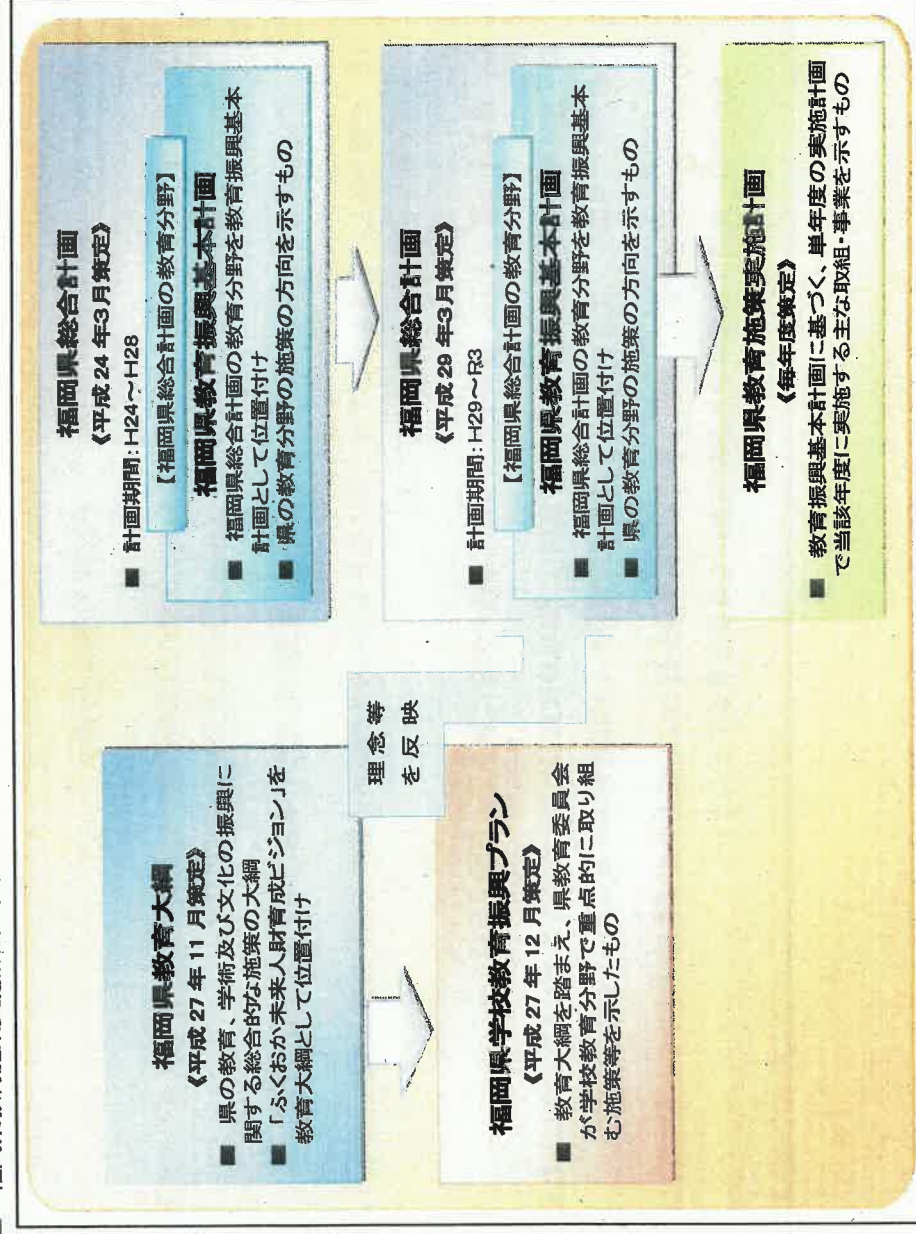 福岡県教育大綱
《平成27年11月策定》
■ 県の教育、学術及び文化の振興に
関する総合的な施策の大綱
■ 「ふくおか未来人財育成ビジョン」を
教育大綱として位置付け
福岡県学校教育振興プラン
《平成27年12月策定》
■ 教育大綱を踏まえ、県教育委員会
が学校教育分野で重点的に取り組
む施策等を示したもの
理念等
を反映
福岡県総合計画
《平成24年3月策定》
■ 計画期間：H24～H28
【福岡県総合計画の教育分野】
福岡県教育振興基本計画
■ 福岡県総合計画の教育分野を教育振興基本
計画として位置付け
■ 県の教育分野の施策の方向を示すもの
福岡県総合計画
《平成29年3月策定》
■ 計画期間：H29～R3
【福岡県総合計画の教育分野】
福岡県教育振興基本計画
■ 福岡県総合計画の教育分野を教育振興基本
計画として位置付け
■ 県の教育分野の施策の方向を示すもの
福岡県教育施策実施計画
《毎年度策定》
■ 教育振興基本計画に基づく、単年度の実施計画
で当該年度に実施する主な取組・事業を示すもの